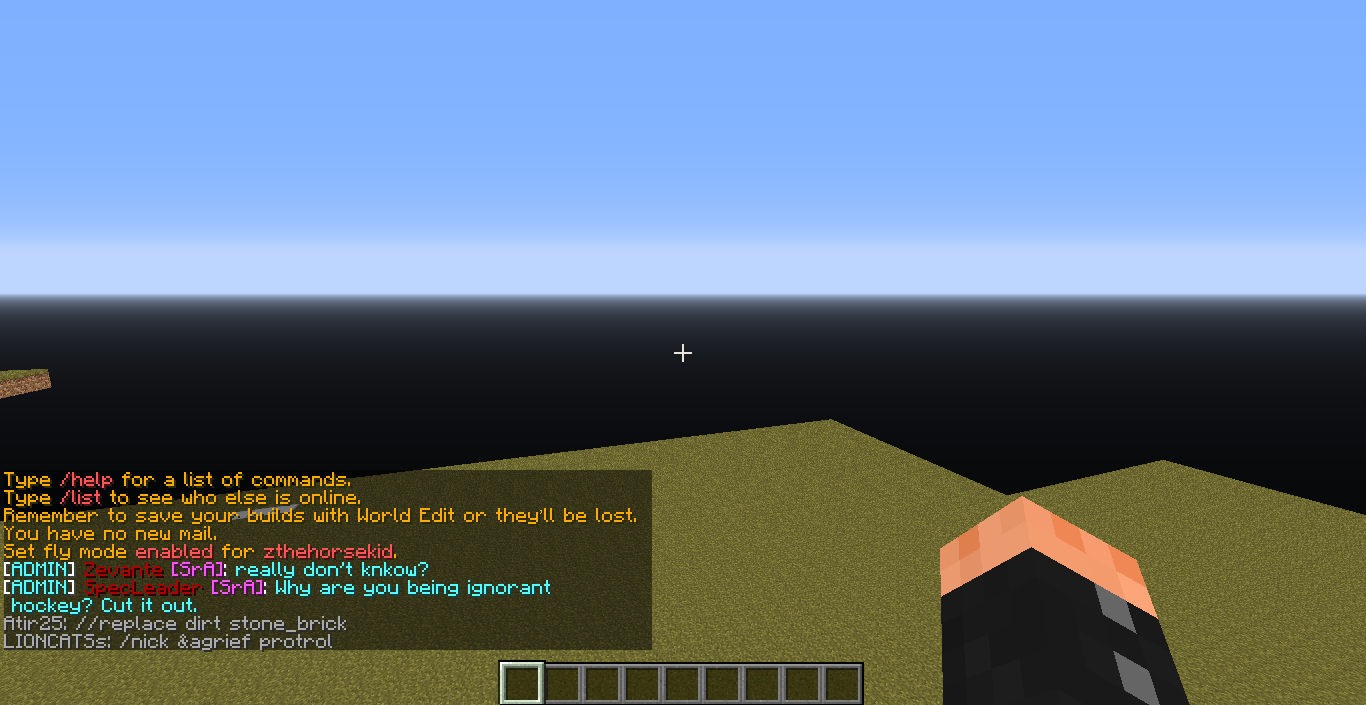 Type /help for a list of commands.
Type /list to see who else is online.
Remember to save your builds with World Edit or they'll be lost.
You have no new mail.
Set fly mode enabled for zthehorsekid.
[ADMIN] Zevante [SrA]: really don't knkow?
[ADMIN] SpecLeader [SrA]: Why are you being ignorant
hockey? Cut it out.
Atir25: //replace dirt stone_brick
LIONCATSs: /nick &agrief protrol